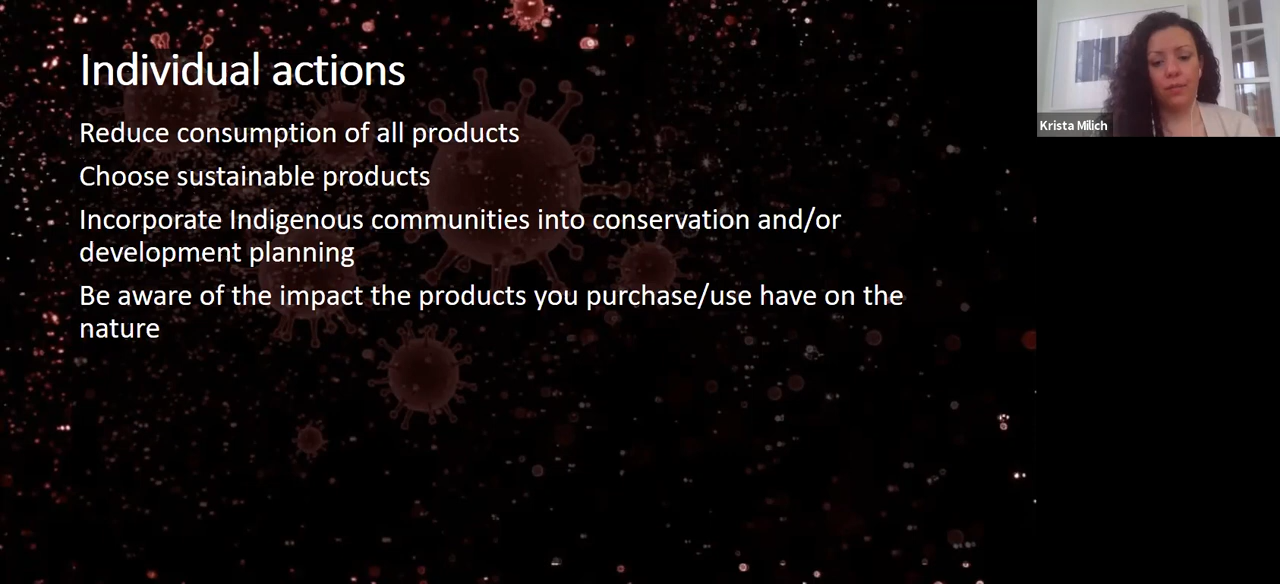 Individual actions
Reduce consumption of all products
Choose sustainable products
Incorporate Indigenous communities into conservation and/or
development planning
Be aware of the impact the products you purchase/use have on the
nature
Krista Milich